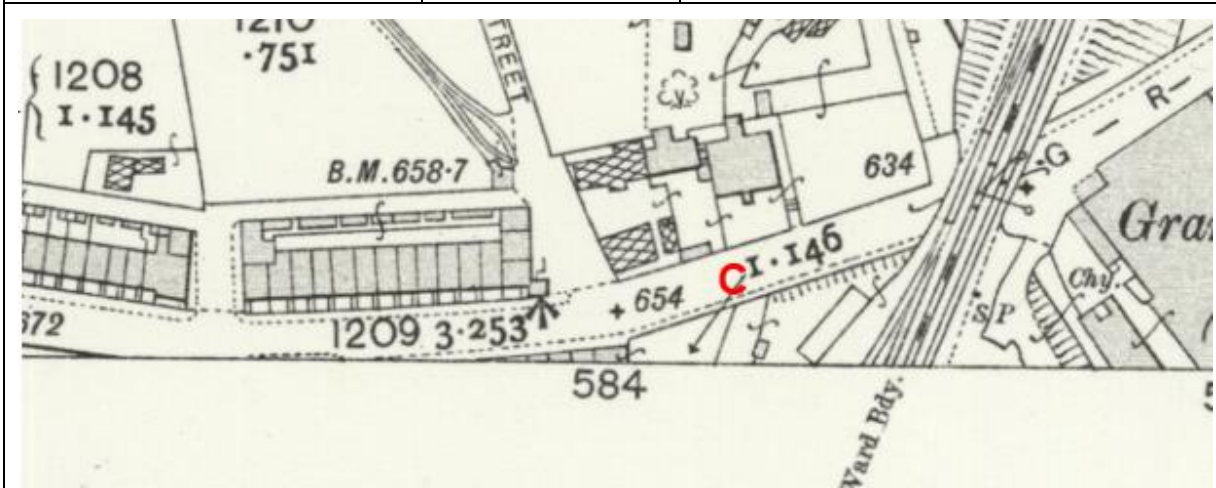 1210
·751
1208
1·145
TREET
B.M.658·7
634
R
G
Gra
C
1·146
+ 654
Chy.
S.P
672
1209 3·253
584
Ward Bdy.